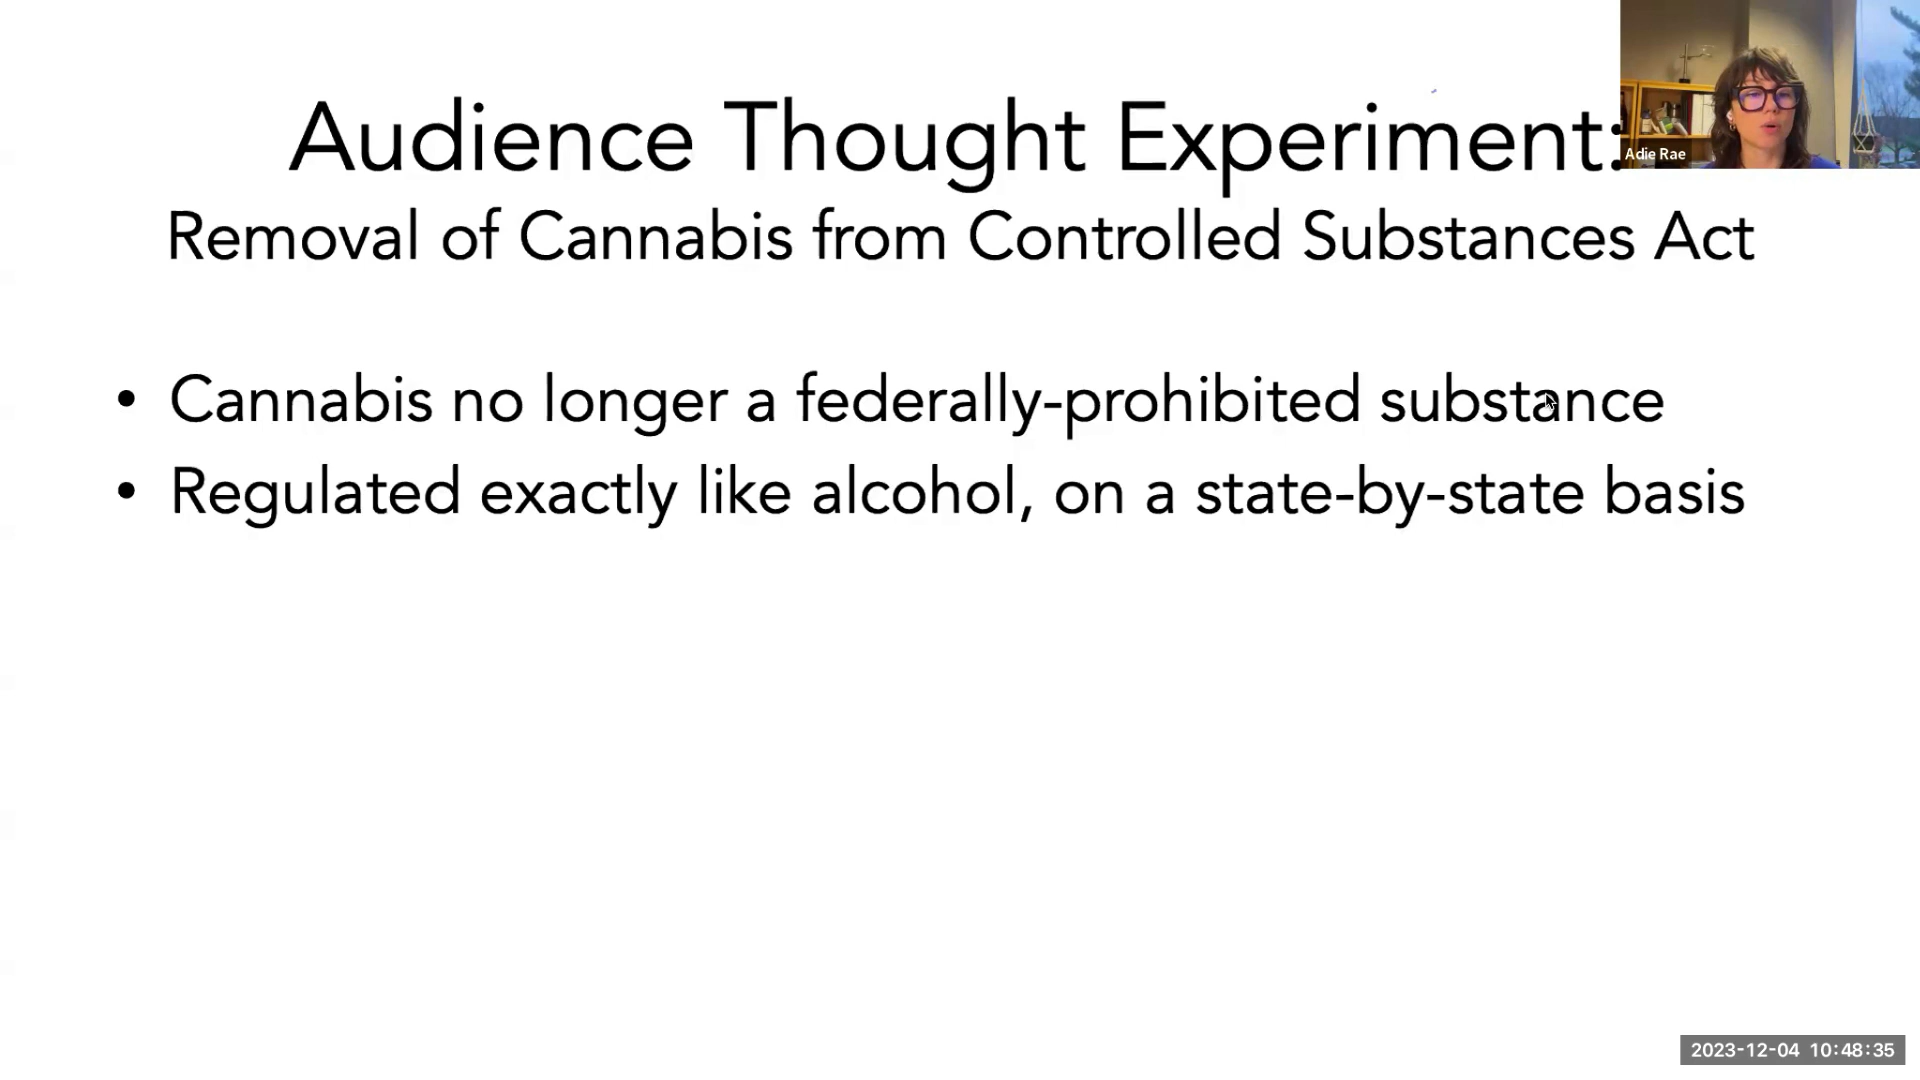 Audience Thought Experiment:
Adie Rae
Removal of Cannabis from Controlled Substances Act
• Cannabis no longer a federally-prohibited substance
• Regulated exactly like alcohol, on a state-by-state basis
2023-12-04 10:48:35